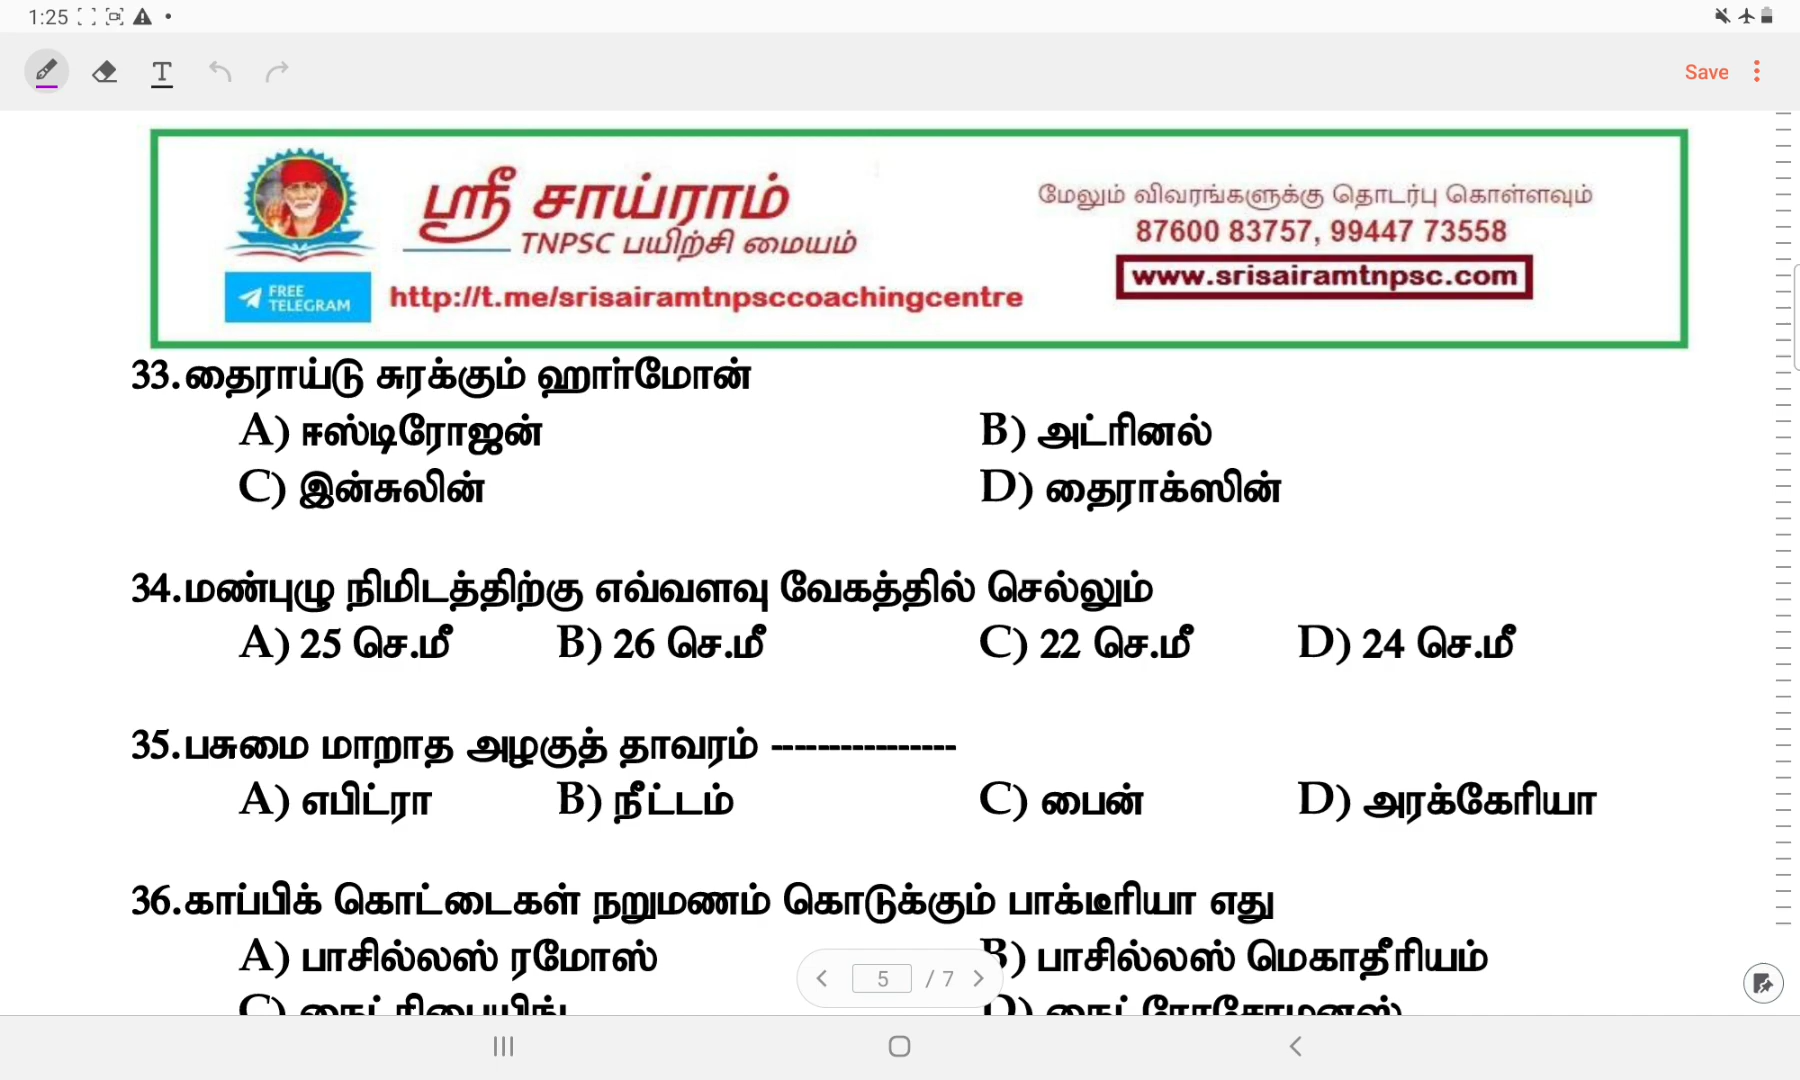 1:25
Save
ஸ்ரீ சாய்ராம்
TNPSC பயிற்சி மையம்
FREE
TELEGRAM
http://t.me/srisairamtnpsccoachingcentre
மேலும் விவரங்களுக்கு தொடர்பு கொள்ளவும்
87600 83757, 99447 73558
www.srisairamtnpsc.com
33.தைராய்டு சுரக்கும் ஹார்மோன்
A) ஈஸ்டிரோஜன் B) அட்ரினல்
C) இன்சுலின் D) தைராக்ஸின்
34.மண்புழு நிமிடத்திற்கு எவ்வளவு வேகத்தில் செல்லும்
A) 25 செ.மீ B) 26 செ.மீ C) 22 செ.மீ D) 24 செ.மீ
35.பசுமை மாறாத அழகுத் தாவரம் ----------------
A) எபிட்ரா B) நீட்டம் C) பைன் D) அரக்கேரியா
36.காப்பிக் கொட்டைகள் நறுமணம் கொடுக்கும் பாக்டீரியா எது
A) பாசில்லஸ் ரமோஸ் B) பாசில்லஸ் மெகாதீரியம்
5 / 7